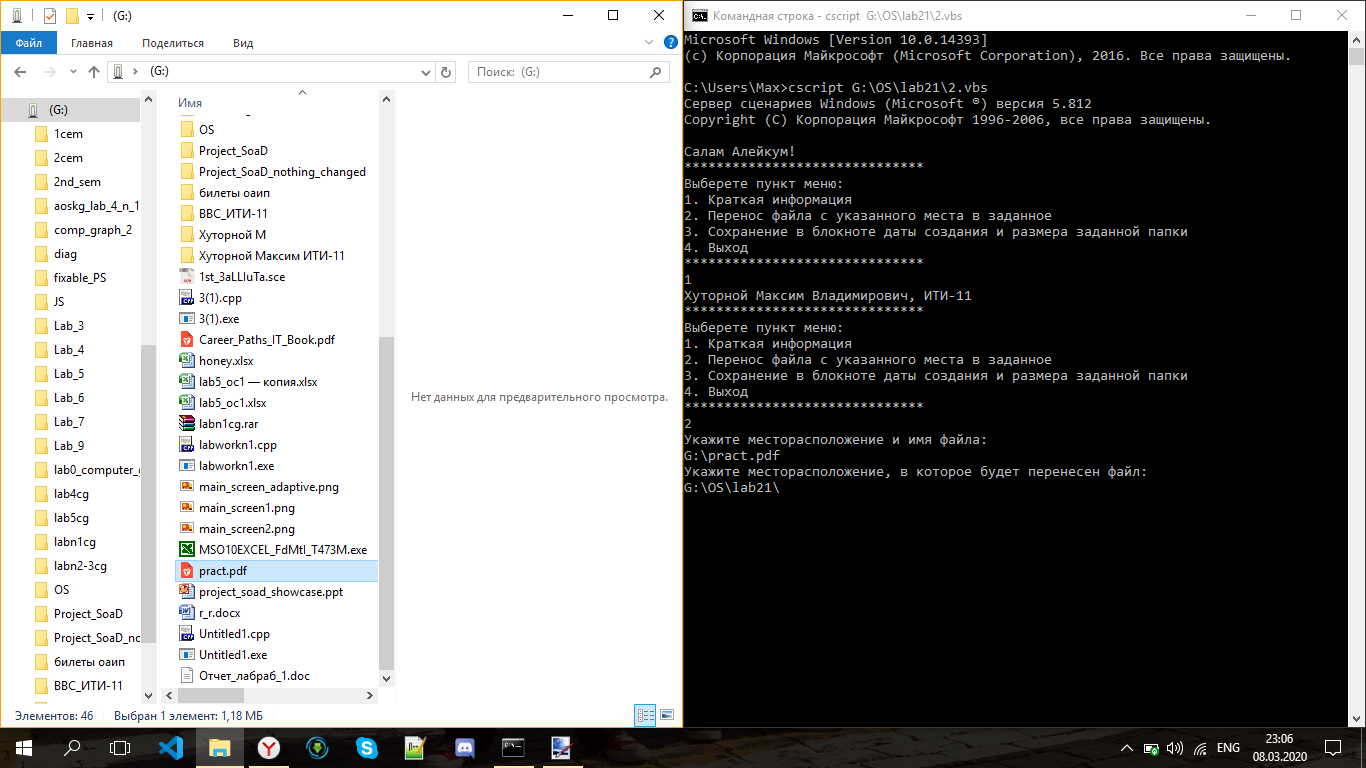 (G:)
Файл
Главная
Поделиться
Вид
(G:)
Поиск: (G:)
(G:)
1сem
2сem
2nd_sem
aoskg_lab_4_n_1
comp_graph_2
diag
fixable_PS
JS
Lab_3
Lab_4
Lab_5
Lab_6
Lab_7
Lab_9
lab0_computer_
lab4cg
lab5cg
labn1cg
labn2-3cg
OS
Project_SoaD
Project_SoaD_nc
билеты оаип
ВВС_ИТИ-11
Имя
OS
Project_SoaD
Project_SoaD_nothing_changed
билеты оаип
ВВС_ИТИ-11
Хуторной М
Хуторной Максим ИТИ-11
1st_3aLLIuTa.sce
3(1).cpp
3(1).exe
Career_Paths_IT_Book.pdf
honey.xlsx
lab5_oc1 — копия.xlsx
lab5_oc1.xlsx
labn1cg.rar
labworkn1.cpp
labworkn1.exe
main_screen_adaptive.png
main_screen1.png
main_screen2.png
MSO10EXCEL_FdMtI_T473M.exe
pract.pdf
project_soad_showcase.ppt
r_r.docx
Untitled1.cpp
Untitled1.exe
Отчет_лабраб_1.doc
Нет данных для предварительного просмотра.
Элементов: 46
Выбран 1 элемент: 1,18 МБ
Командная строка - cscript G:\OS\lab21\2.vbs
Microsoft Windows [Version 10.0.14393]
(c) Корпорация Майкрософт (Microsoft Corporation), 2016. Все права защищены.
C:\Users\Max>cscript G:\OS\lab21\2.vbs
Сервер сценариев Windows (Microsoft ®) версия 5.812
Copyright (C) Корпорация Майкрософт 1996-2006, все права защищены.
Салам Алейкум!
******************************
Выберете пункт меню:
1. Краткая информация
2. Перенос файла с указанного места в заданное
3. Сохранение в блокноте даты создания и размера заданной папки
4. Выход
******************************
1
Хуторной Максим Владимирович, ИТИ-11
******************************
Выберете пункт меню:
1. Краткая информация
2. Перенос файла с указанного места в заданное
3. Сохранение в блокноте даты создания и размера заданной папки
4. Выход
******************************
2
Укажите месторасположение и имя файла:
G:\pract.pdf
Укажите месторасположение, в которое будет перенесен файл:
G:\OS\lab21\
ENG
23:06
08.03.2020